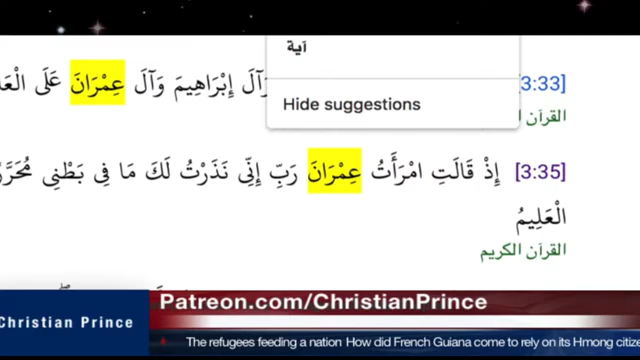 آية
Hide suggestions
[3:33] وَآلَ إِبْرَاهِيمَ وَآلَ عِمْرَانَ عَلَى
القرآن
[3:35] إِذْ قَالَتِ امْرَأَتُ عِمْرَانَ رَبِّ إِنِّي نَذَرْتُ لَكَ مَا فِي بَطْنِي
الْعَلِيمُ
القرآن الكريم
Patreon.com/ChristianPrince
Christian Prince
The refugees feeding a nation How did French Guiana come to rely on its Hmong citize